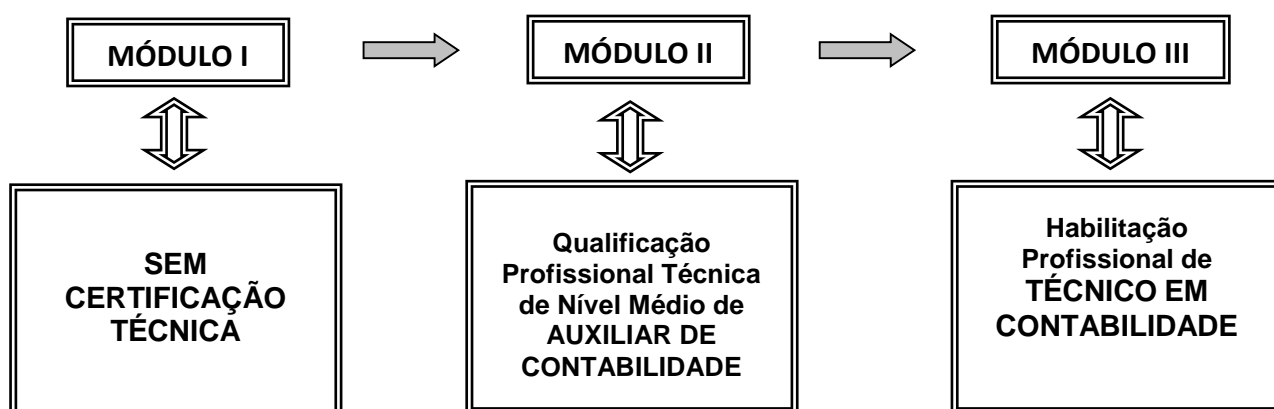 MÓDULO I
MÓDULO II
MÓDULO III
SEM
CERTIFICAÇÃO
TÉCNICA
Qualificação
Profissional Técnica
de Nível Médio de
AUXILIAR DE
CONTABILIDADE
Habilitação
Profissional de
TÉCNICO EM
CONTABILIDADE